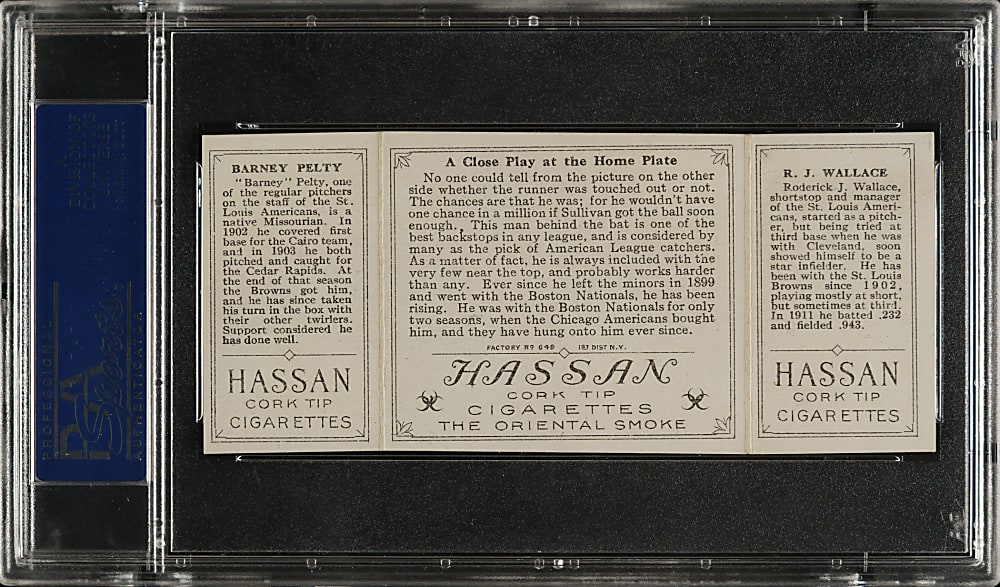 BARNEY PELTY
"Barney" Pelty, one
of the regular pitchers
on the staff of the St.
Louis Americans, is a
native Missourian. In
1902 he covered first
base for the Cairo team,
and in 1903 he both
pitched and caught for
the Cedar Rapids. At
the end of that season
the Browns got him,
and he has since taken
his turn in the box with
their other twirlers.
Support considered he
has done well.
HASSAN
CORK TIP
CIGARETTES
A Close Play at the Home Plate
No one could tell from the picture on the other
side whether the runner was touched out or not.
The chances are that he was; for he wouldn't have
one chance in a million if Sullivan got the ball soon
enough. This man behind the bat is one of the
best backstops in any league, and is considered by
many as the pick of American League catchers.
As a matter of fact, he is always included with the
very few near the top, and probably works harder
than any. Ever since he left the minors in 1899
and went with the Boston Nationals, he has been
rising. He was with the Boston Nationals for only
two seasons, when the Chicago Americans bought
him, and they have hung onto him ever since.
FACTORY Nº 649 1ST DIST N.Y.
HASSAN
CORK TIP
CIGARETTES
THE ORIENTAL SMOKE
R. J. WALLACE
Roderick J. Wallace,
shortstop and manager
of the St. Louis Ameri-
cans, started as a pitch-
er, but being tried at
third base when he was
with Cleveland, soon
showed himself to be a
star infielder. He has
been with the St. Louis
Browns since 1902,
playing mostly at short,
but sometimes at third.
In 1911 he batted .232
and fielded .943.
HASSAN
CORK TIP
CIGARETTES
PROFESSIONAL
PSA
AUTHENTICATOR